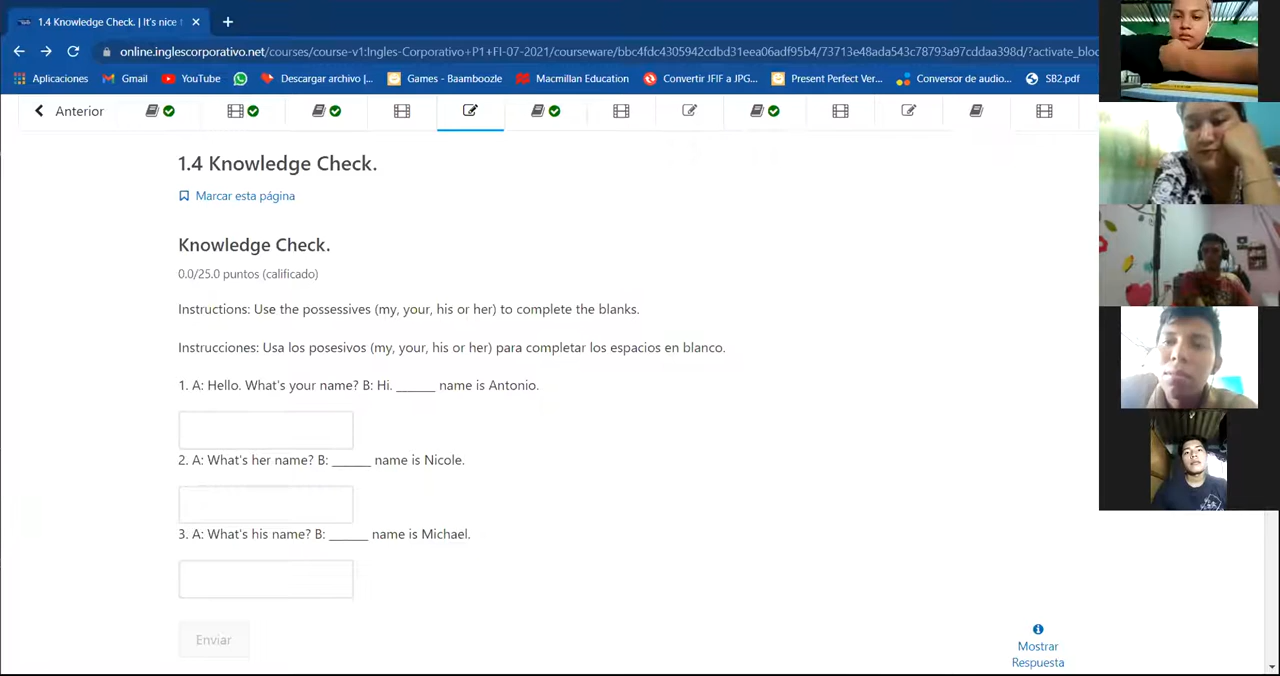 1.4 Knowledge Check. | It's nice t
online.inglescorporativo.net/courses/course-v1:Ingles-Corporativo+P1+FI-07-2021/courseware/bbc4fdc4305942cdbd31eea06adf95b4/73713e48ada543c78793a97cddaa398d/?activate_bloc
Aplicaciones Gmail YouTube Descargar archivo |... Games - Baamboozle Macmillan Education Convertir JFIF a JPG... Present Perfect Ver... Conversor de audio... SB2.pdf
Anterior
1.4 Knowledge Check.
Marcar esta página
Knowledge Check.
0.0/25.0 puntos (calificado)
Instructions: Use the possessives (my, your, his or her) to complete the blanks.
Instrucciones: Usa los posesivos (my, your, his or her) para completar los espacios en blanco.
1. A: Hello. What's your name? B: Hi. ______ name is Antonio.
2. A: What's her name? B: ______ name is Nicole.
3. A: What's his name? B: ______ name is Michael.
Enviar
Mostrar
Respuesta